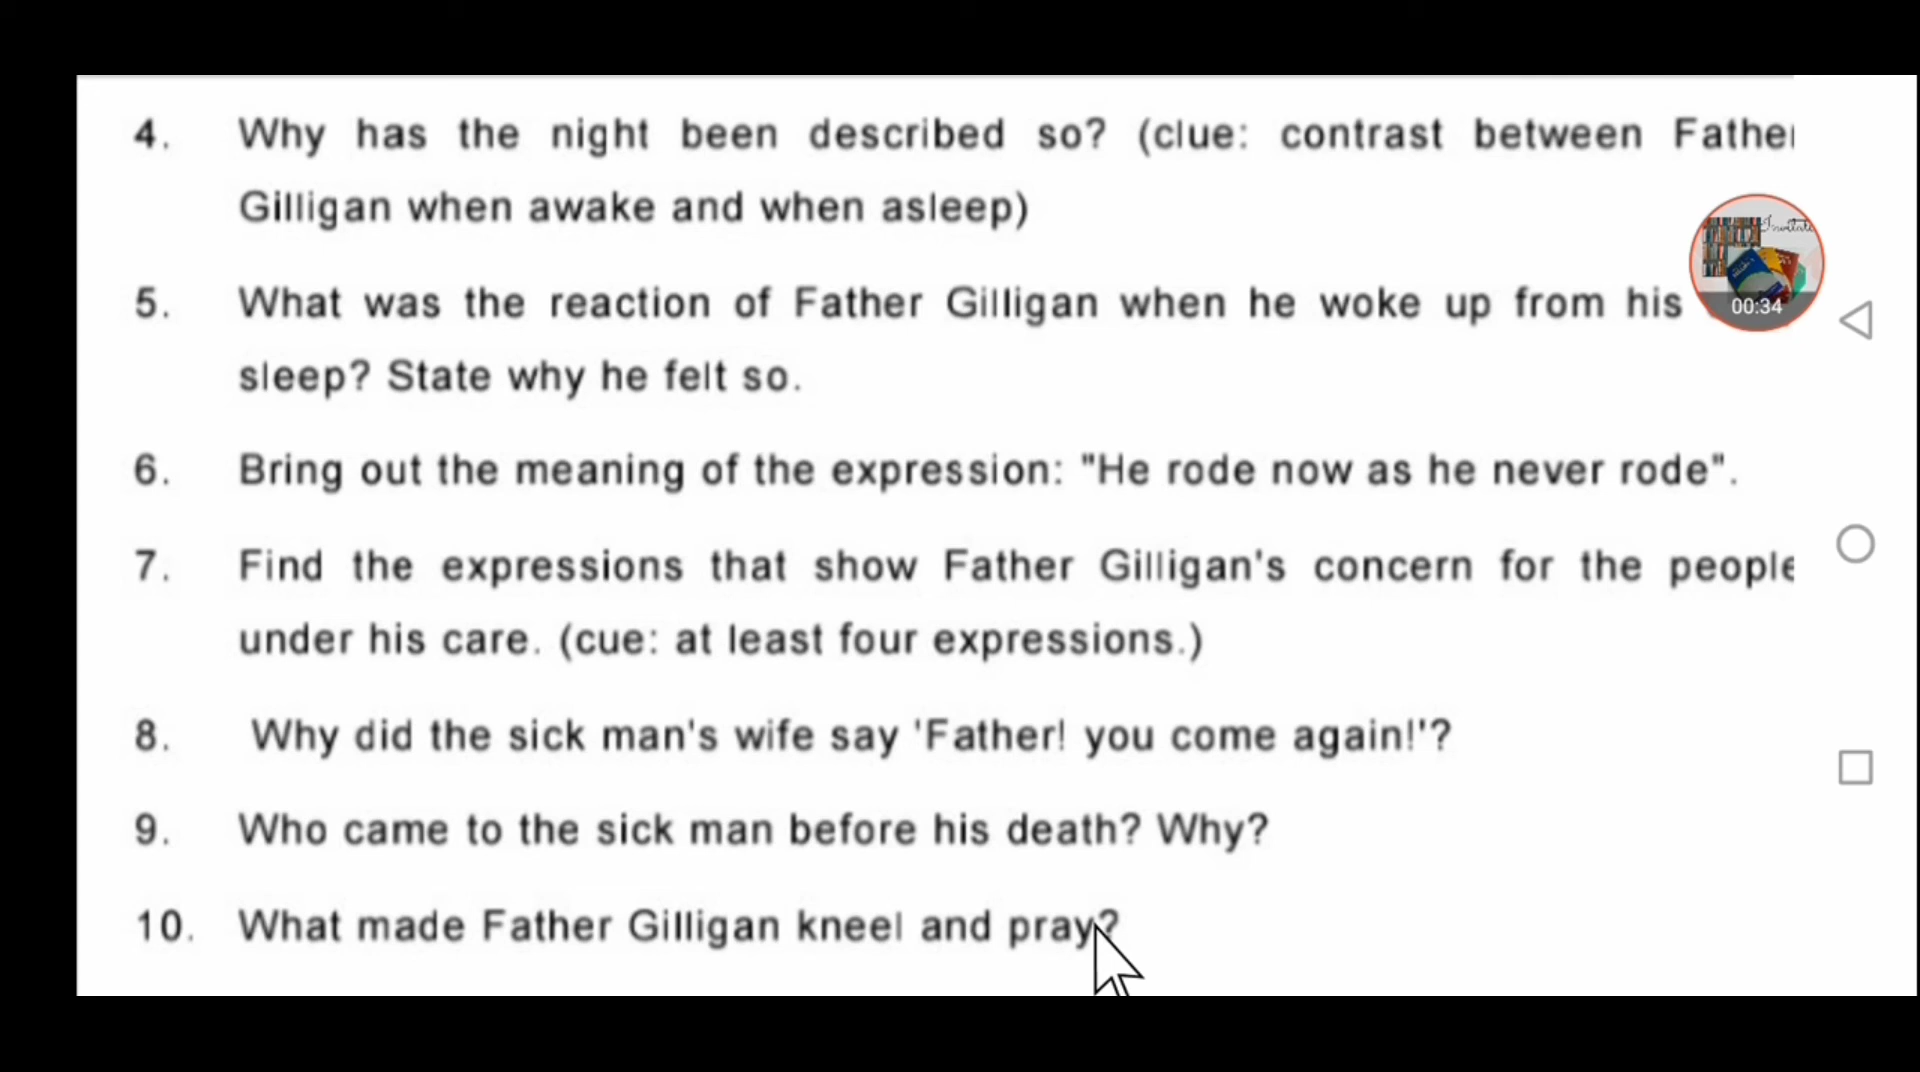 4. Why has the night been described so? (clue: contrast between Father
Gilligan when awake and when asleep)
5. What was the reaction of Father Gilligan when he woke up from his
sleep? State why he felt so.
6. Bring out the meaning of the expression: "He rode now as he never rode".
7. Find the expressions that show Father Gilligan's concern for the people
under his care. (cue: at least four expressions.)
8. Why did the sick man's wife say 'Father! you come again!'?
9. Who came to the sick man before his death? Why?
10. What made Father Gilligan kneel and pray?
00:34